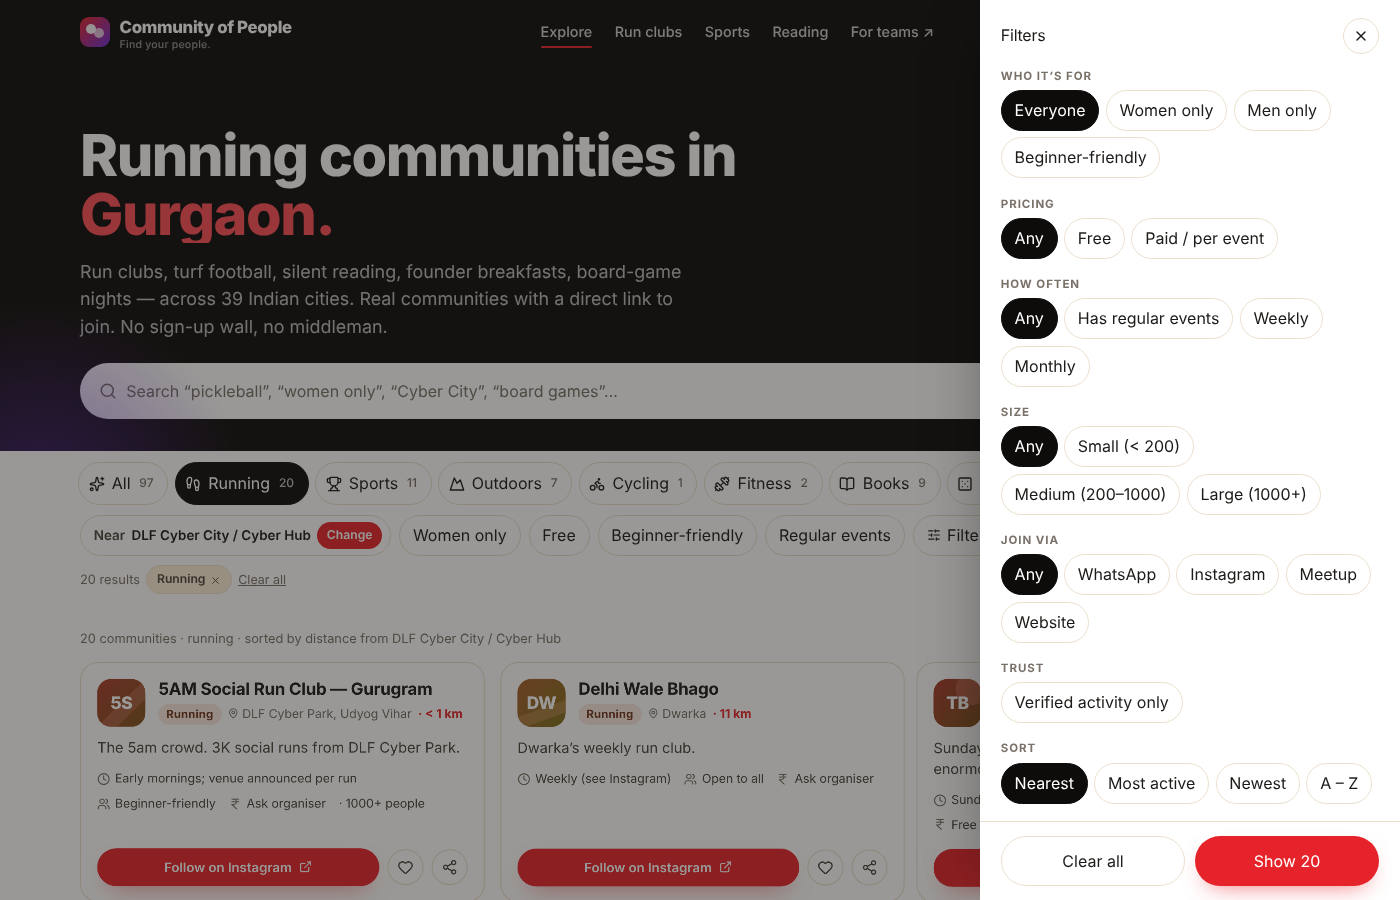 Community of People
Find your people.
Explore
Run clubs
Sports
Reading
For teams ↗
Running communities in
Gurgaon.
Run clubs, turf football, silent reading, founder breakfasts, board-game
nights — across 39 Indian cities. Real communities with a direct link to
join. No sign-up wall, no middleman.
Search “pickleball”, “women only”, “Cyber City”, “board games”...
All 97
Running 20
Sports 11
Outdoors 7
Cycling 1
Fitness 2
Books 9
Near DLF Cyber City / Cyber Hub Change
Women only
Free
Beginner-friendly
Regular events
Filte
20 results
Running ×
Clear all
20 communities · running · sorted by distance from DLF Cyber City / Cyber Hub
5S
5AM Social Run Club — Gurugram
Running
DLF Cyber Park, Udyog Vihar · < 1 km
The 5am crowd. 3K social runs from DLF Cyber Park.
Early mornings; venue announced per run
Beginner-friendly
₹ Ask organiser
· 1000+ people
Follow on Instagram
DW
Delhi Wale Bhago
Running
Dwarka · 11 km
Dwarka’s weekly run club.
Weekly (see Instagram)
Open to all
₹ Ask organiser
Follow on Instagram
TB
Sunday
enormo
Sund
₹ Free
Filters
WHO IT’S FOR
Everyone
Women only
Men only
Beginner-friendly
PRICING
Any
Free
Paid / per event
HOW OFTEN
Any
Has regular events
Weekly
Monthly
SIZE
Any
Small (< 200)
Medium (200–1000)
Large (1000+)
JOIN VIA
Any
WhatsApp
Instagram
Meetup
Website
TRUST
Verified activity only
SORT
Nearest
Most active
Newest
A – Z
Clear all
Show 20